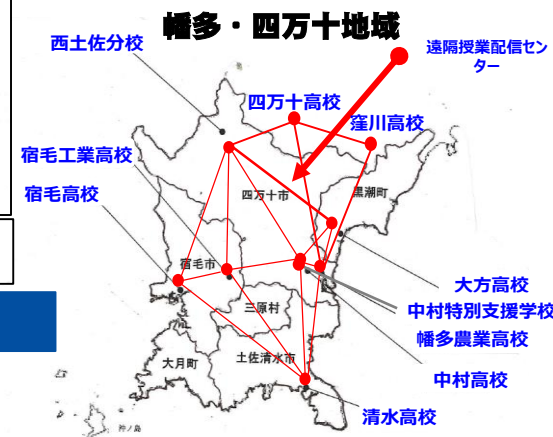 幡多・四万十地域
西土佐分校
遠隔授業配信セン
ター
四万十高校
窪川高校
宿毛工業高校
宿毛高校
四万十市
黒潮町
宿毛市
大方高校
三原村
中村特別支援学校
幡多農業高校
大月町
土佐清水市
中村高校
清水高校
沖ノ島